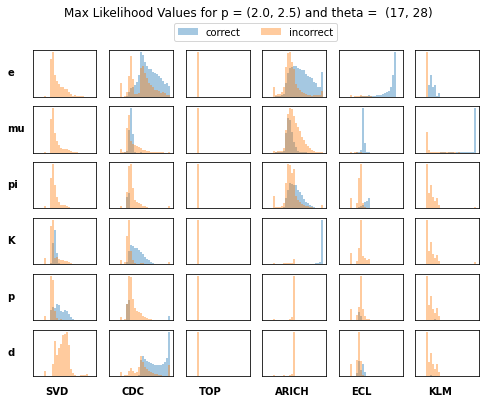 Max Likelihood Values for p = (2.0, 2.5) and theta =  (17, 28)
correct incorrect
e
mu
pi
K
p
d
SVD CDC TOP ARICH ECL KLM